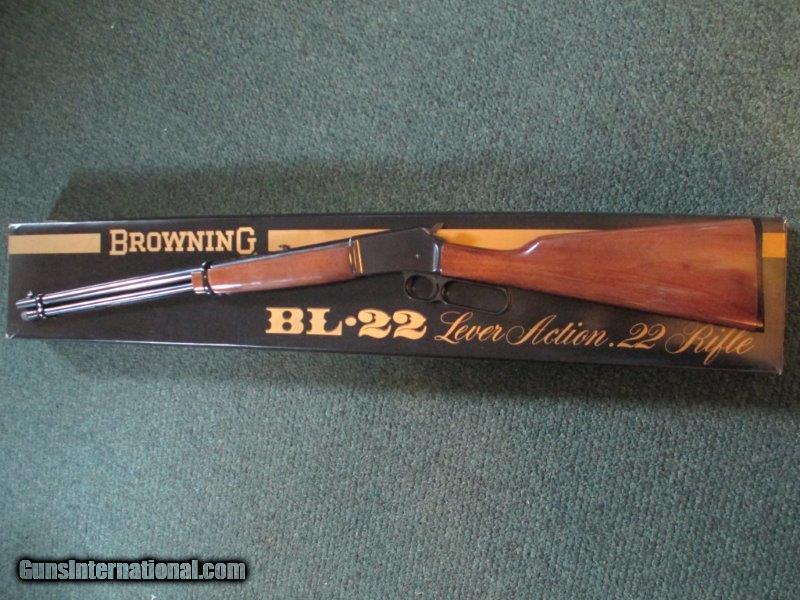 BROWNING
BL·22 Lever Action .22 Rifle
GunsInternational.com